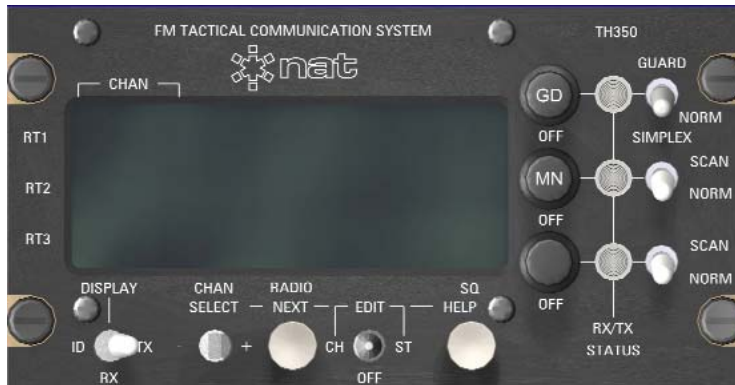 FM TACTICAL COMMUNICATION SYSTEM
TH350
nat
CHAN
GUARD
GD
NORM
OFF
SIMPLEX
RT1
RT2
RT3
SCAN
MN
NORM
OFF
SCAN
NORM
OFF
DISPLAY
CHAN
SELECT
RADIO
NEXT
EDIT
SQ
HELP
ID
TX
RX
- +
CH
ST
OFF
RX/TX
STATUS